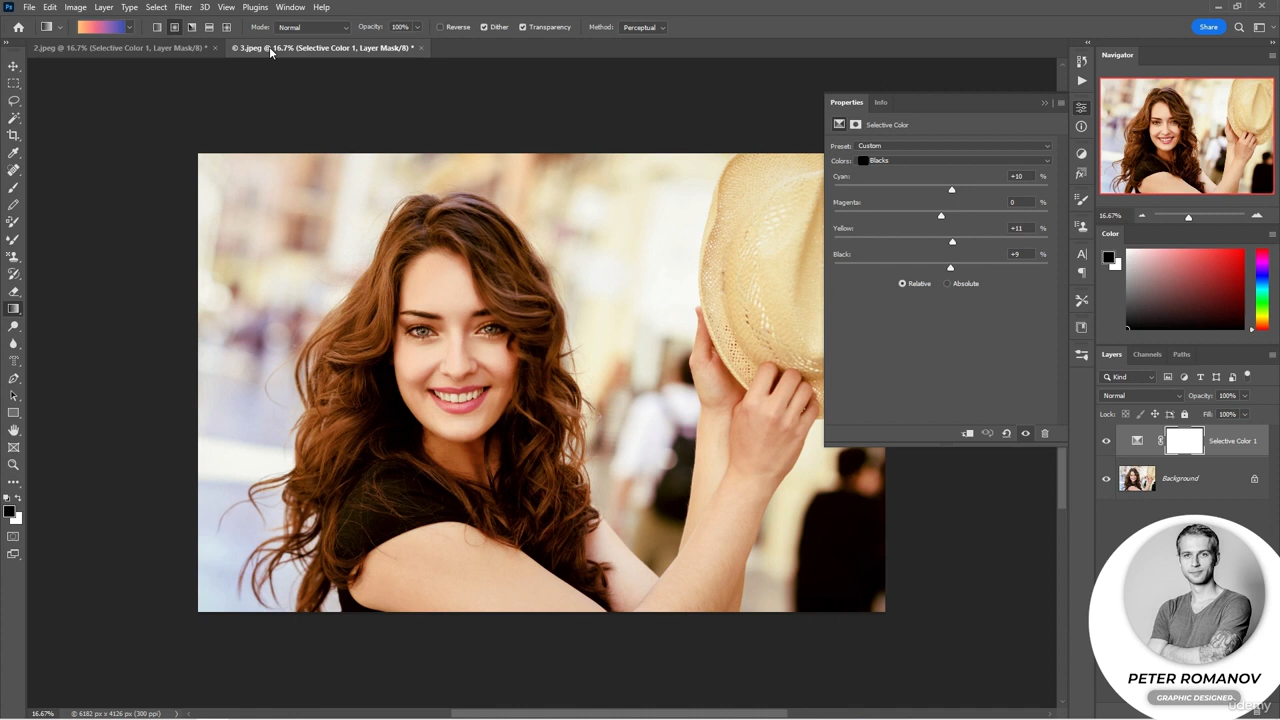 Ps File Edit Image Layer Type Select Filter 3D View Plugins Window Help
Mode: Normal Opacity: 100% Reverse Dither Transparency Method: Perceptual Share
2.jpeg @ 16.7% (Selective Color 1, Layer Mask/8) * × © 3.jpeg @ 16.7% (Selective Color 1, Layer Mask/8) * ×
Properties Info
Selective Color
Preset: Custom
Colors: Blacks
Cyan: +10 %
Magenta: 0 %
Yellow: +11 %
Black: +9 %
Relative Absolute
Navigator
16.67%
Color
Layers Channels Paths
Kind
Normal Opacity: 100%
Lock: Fill: 100%
Selective Color 1
Background
PETER ROMANOV
GRAPHIC DESIGNER
udemy
16.67% © 6182 px x 4126 px (300 ppi)